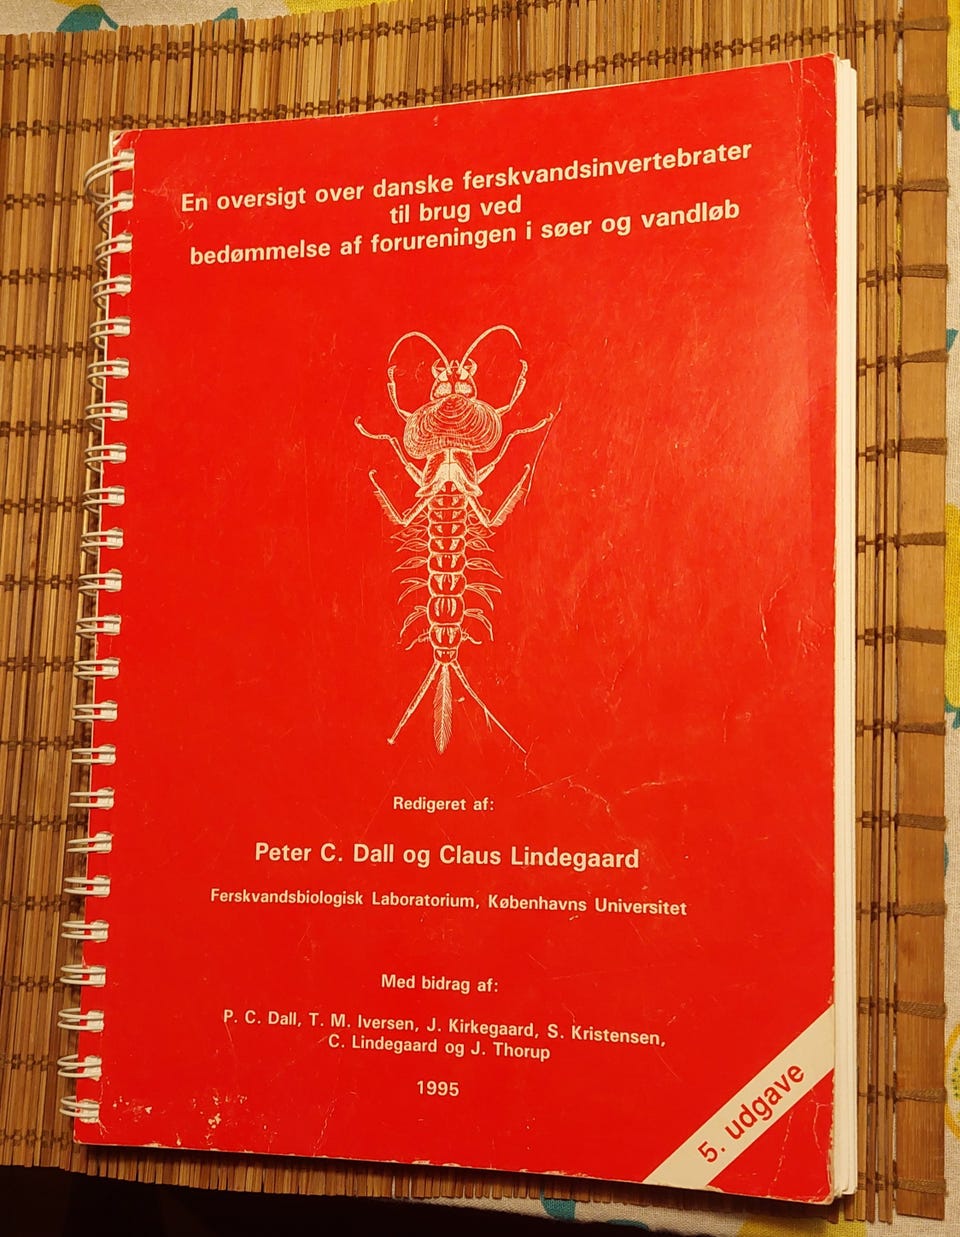 En oversigt over danske ferskvandsinvertebrater
til brug ved
bedømmelse af forureningen i søer og vandløb
Redigeret af:
Peter C. Dall og Claus Lindegaard
Ferskvandsbiologisk Laboratorium, Københavns Universitet
Med bidrag af:
P. C. Dall, T. M. Iversen, J. Kirkegaard, S. Kristensen,
C. Lindegaard og J. Thorup
1995
5. udgave